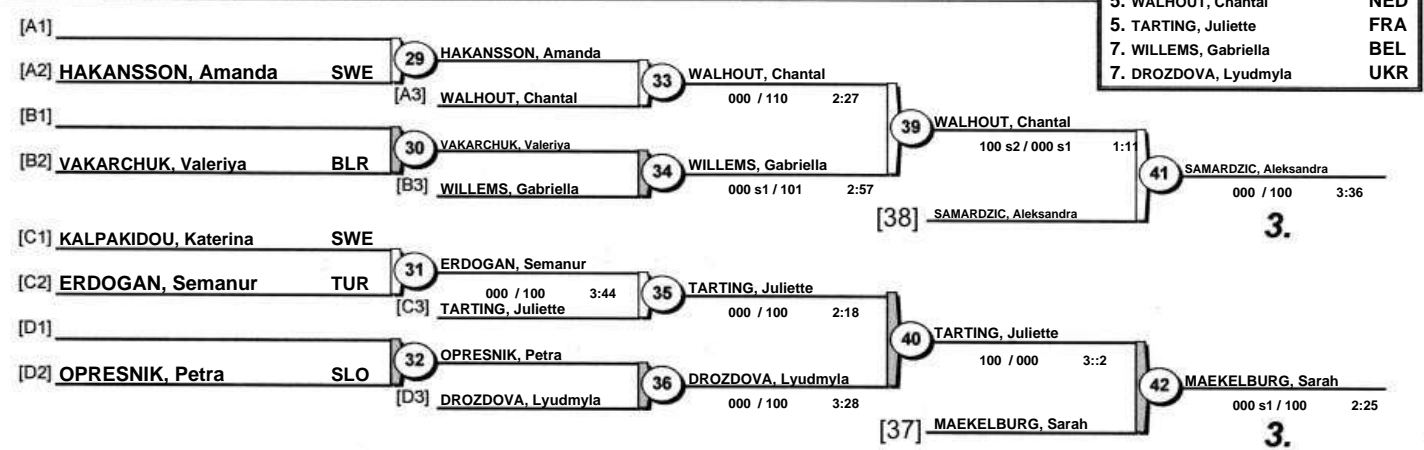 5. WALHOUT, Chantal NED
5. TARTING, Juliette FRA
7. WILLEMS, Gabriella BEL
7. DROZDOVA, Lyudmyla UKR
[A1]
[A2] HAKANSSON, Amanda SWE
29
HAKANSSON, Amanda
[A3] WALHOUT, Chantal
33
WALHOUT, Chantal
000 / 110 2:27
[B1]
[B2] VAKARCHUK, Valeriya BLR
30
VAKARCHUK, Valeriya
[B3] WILLEMS, Gabriella
34
WILLEMS, Gabriella
000 s1 / 101 2:57
39
WALHOUT, Chantal
100 s2 / 000 s1 1:11
[38] SAMARDZIC, Aleksandra
41
SAMARDZIC, Aleksandra
000 / 100 3:36
3.
[C1] KALPAKIDOU, Katerina SWE
[C2] ERDOGAN, Semanur TUR
31
ERDOGAN, Semanur
000 / 100 3:44
[C3] TARTING, Juliette
35
TARTING, Juliette
000 / 100 2:18
[D1]
[D2] OPRESNIK, Petra SLO
32
OPRESNIK, Petra
[D3] DROZDOVA, Lyudmyla
36
DROZDOVA, Lyudmyla
000 / 100 3:28
40
TARTING, Juliette
100 / 000 3::2
[37] MAEKELBURG, Sarah
42
MAEKELBURG, Sarah
000 s1 / 100 2:25
3.